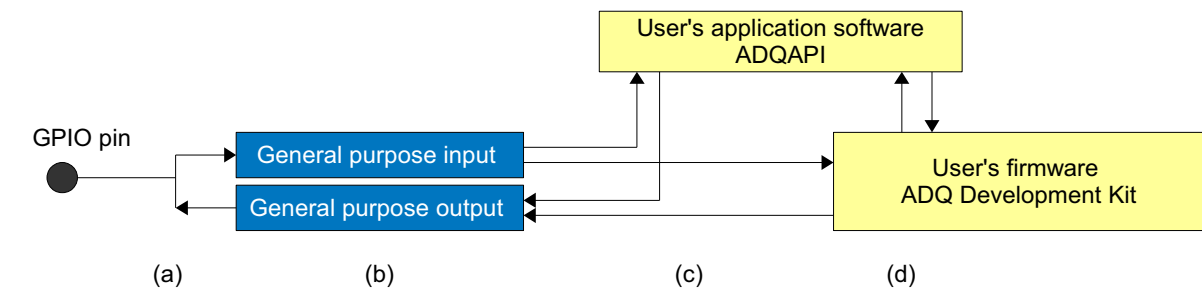 User's application software
ADQAPI
GPIO pin
General purpose input
General purpose output
User's firmware
ADQ Development Kit
(a)
(b)
(c)
(d)